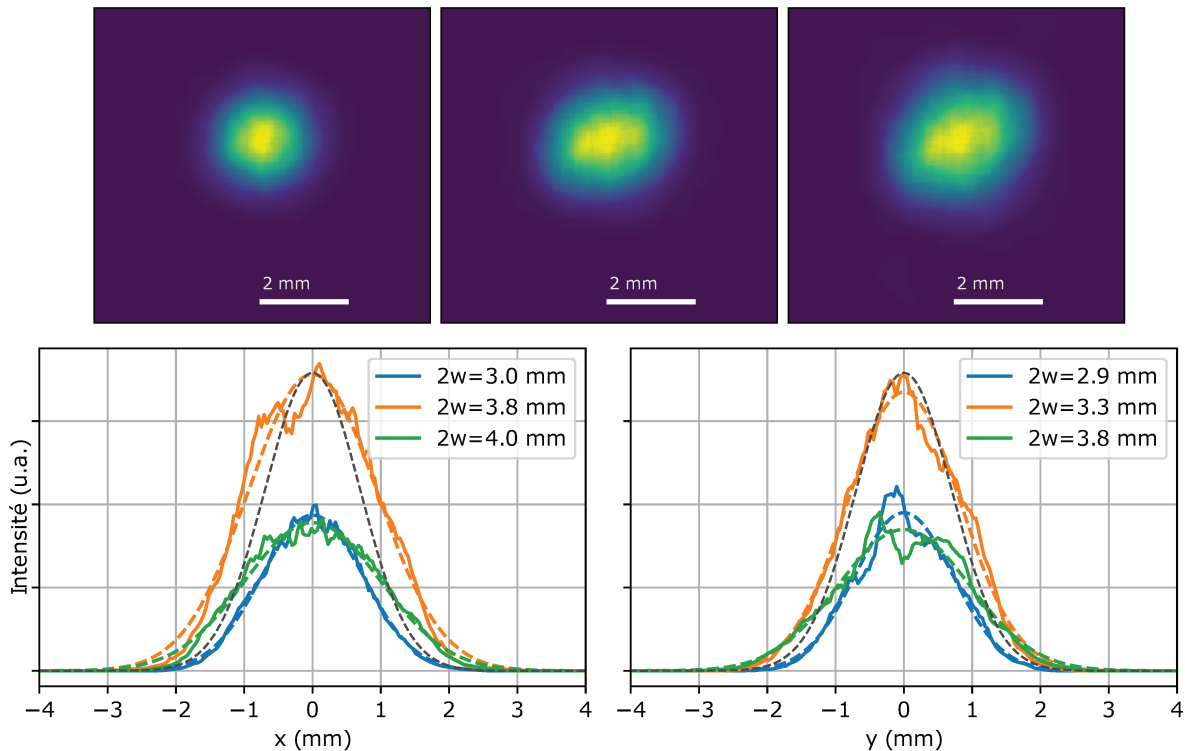 2 mm
2 mm
2 mm
2w=3.0 mm
2w=3.8 mm
2w=4.0 mm
Intensité (u.a.)
−4 −3 −2 −1 0 1 2 3 4
x (mm)
2w=2.9 mm
2w=3.3 mm
2w=3.8 mm
−4 −3 −2 −1 0 1 2 3 4
y (mm)